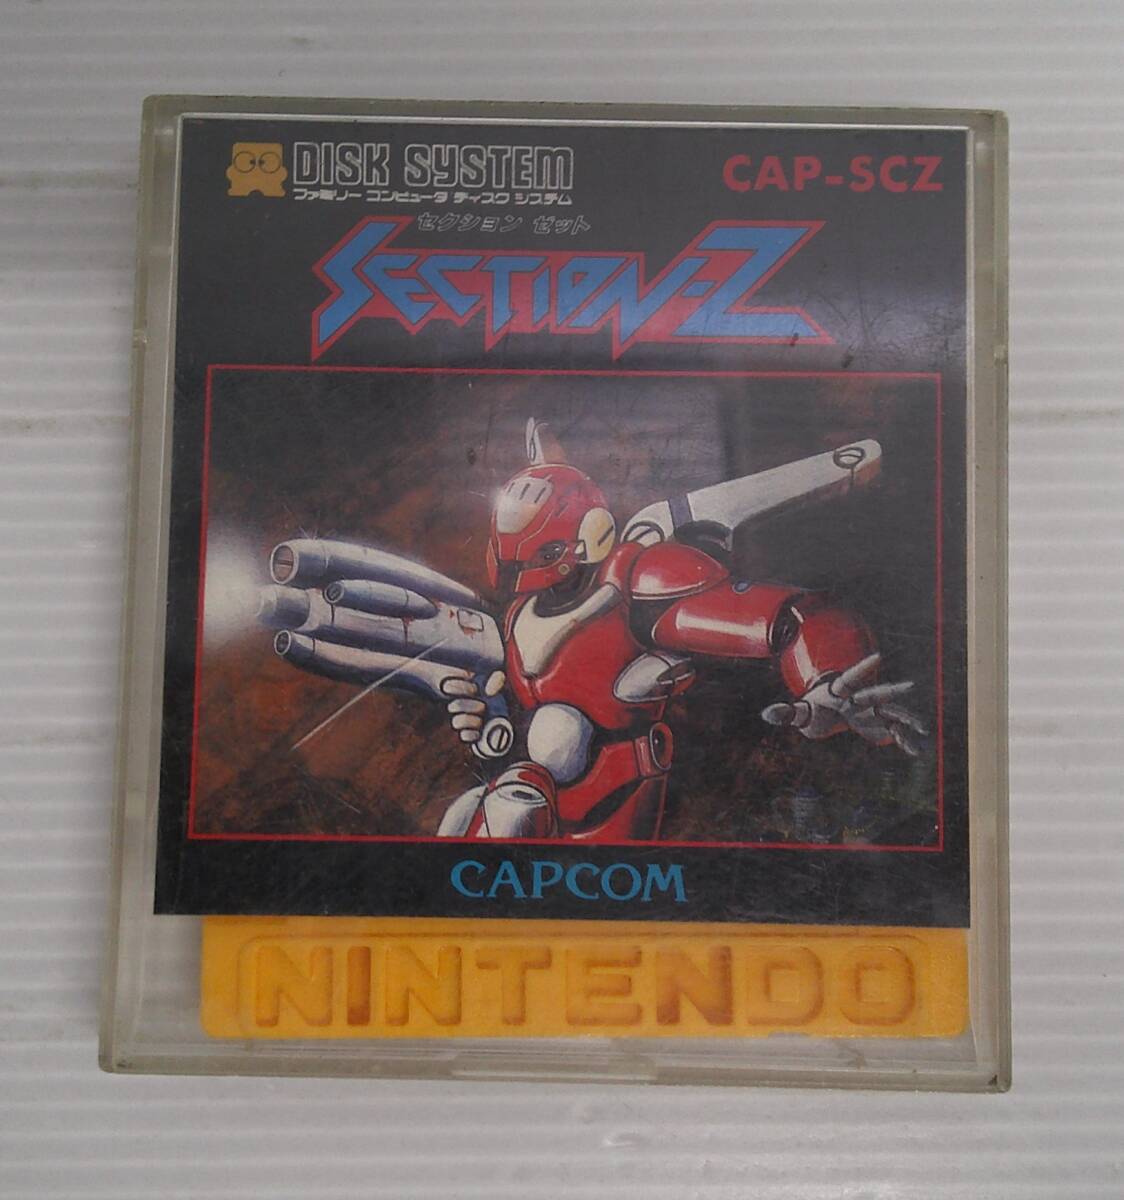 DISK SYSTEM
CAP-SCZ
ファミリー コンピュータ ディスク システム
セクション ゼット
SECTION-Z
CAPCOM
NINTENDO